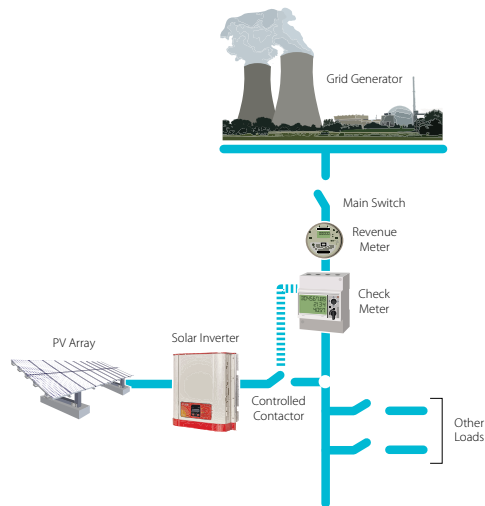 Grid Generator
Main Switch
Revenue
Meter
Check
Meter
Solar Inverter
PV Array
Controlled
Contactor
Other
Loads